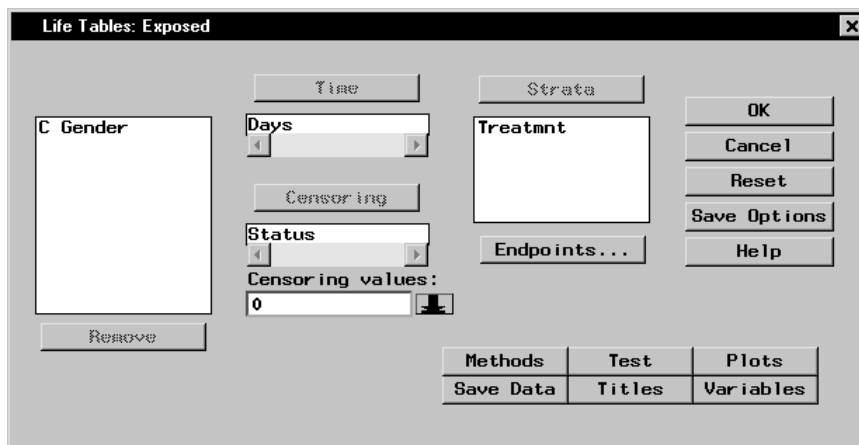 Life Tables: Exposed
C Gender
Remove
Time
Days
Censoring
Status
Censoring values:
0
Strata
Treatmnt
Endpoints...
OK
Cancel
Reset
Save Options
Help
Methods Test Plots
Save Data Titles Variables